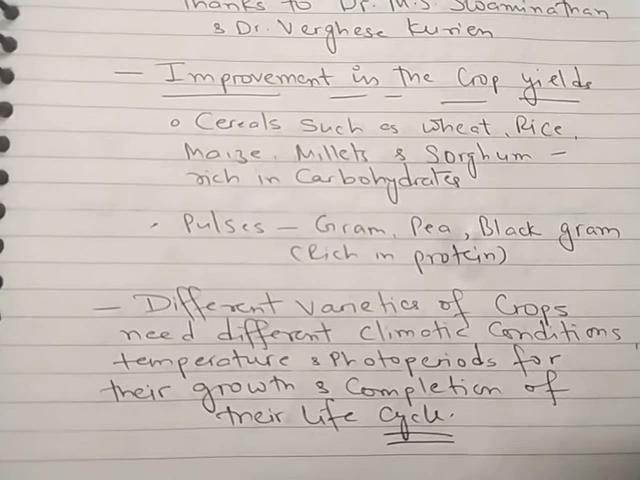 Thanks to Dr. M.S. Swaminathan
& Dr. Verghese Kurien
— Improvement in the Crop yields
o Cereals Such as Wheat, Rice,
Maize, Millets & Sorghum —
rich in Carbohydrates
• Pulses — Gram, Pea, Black gram
(Rich in protein)
— Different varieties of Crops
need different Climatic Conditions,
temperature & Photoperiods for
their growth & Completion of
their life Cycle.